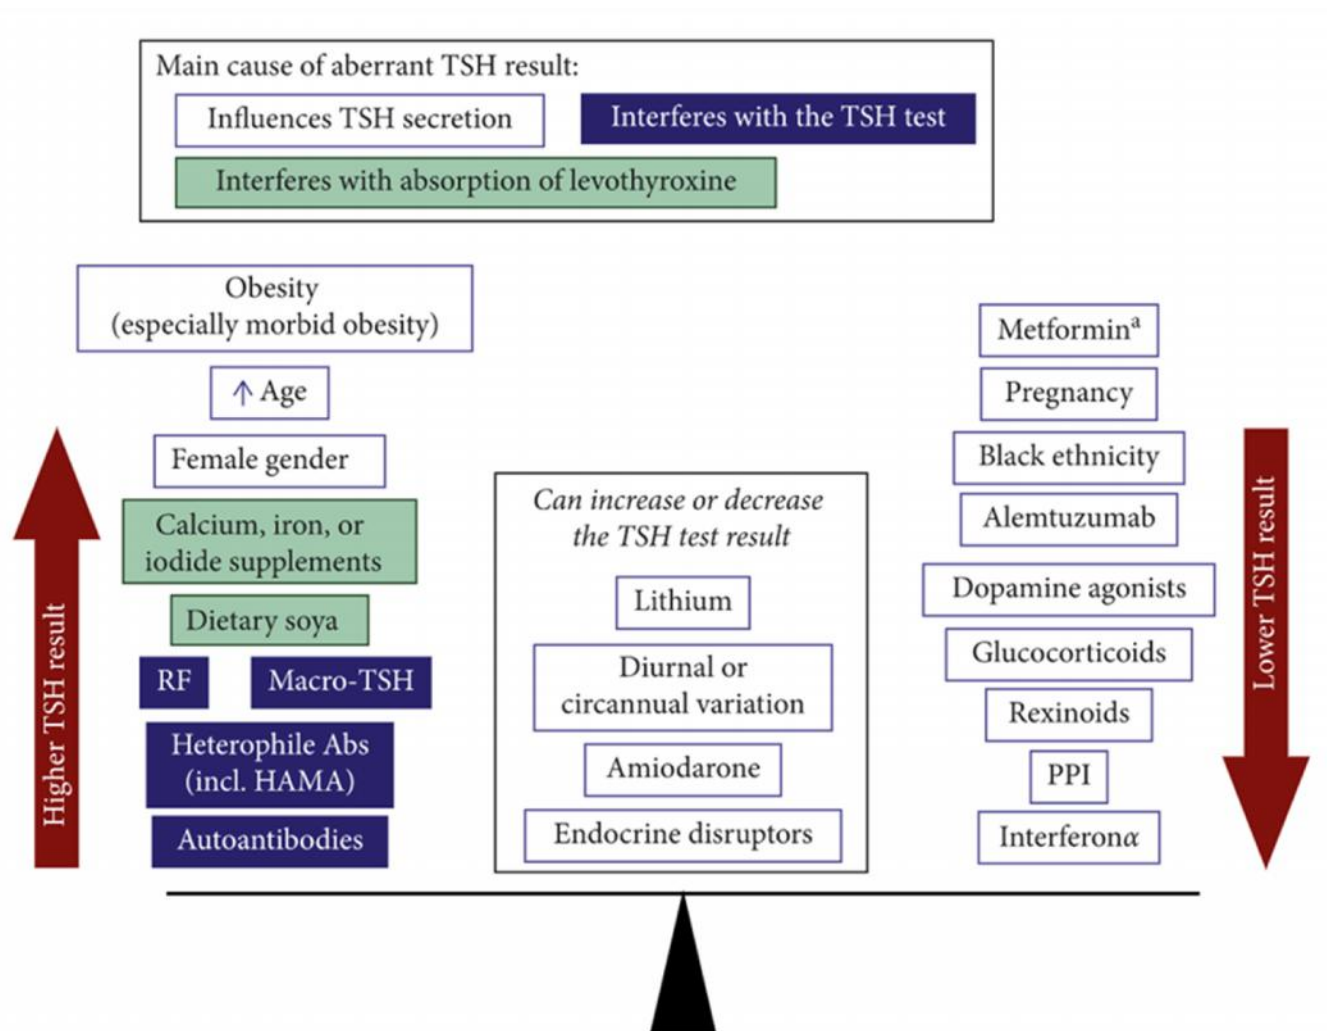 Main cause of aberrant TSH result:
Influences TSH secretion
Interferes with the TSH test
Interferes with absorption of levothyroxine
Obesity
(especially morbid obesity)
↑ Age
Female gender
Calcium, iron, or
iodide supplements
Dietary soya
RF
Macro-TSH
Heterophile Abs
(incl. HAMA)
Autoantibodies
Higher TSH result
Can increase or decrease
the TSH test result
Lithium
Diurnal or
circannual variation
Amiodarone
Endocrine disruptors
Metforminᵃ
Pregnancy
Black ethnicity
Alemtuzumab
Dopamine agonists
Glucocorticoids
Rexinoids
PPI
Interferonα
Lower TSH result